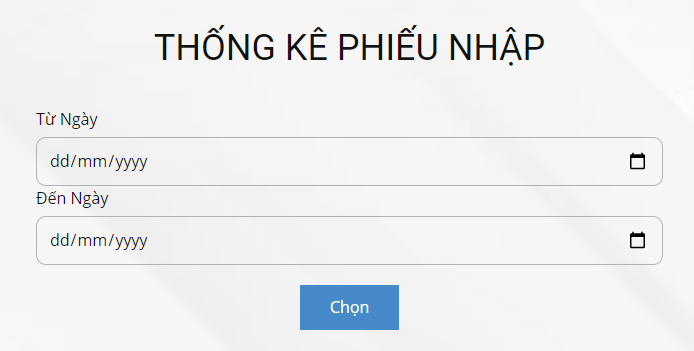 THỐNG KÊ PHIẾU NHẬP
Từ Ngày
dd/mm/yyyy
Đến Ngày
dd/mm/yyyy
Chọn